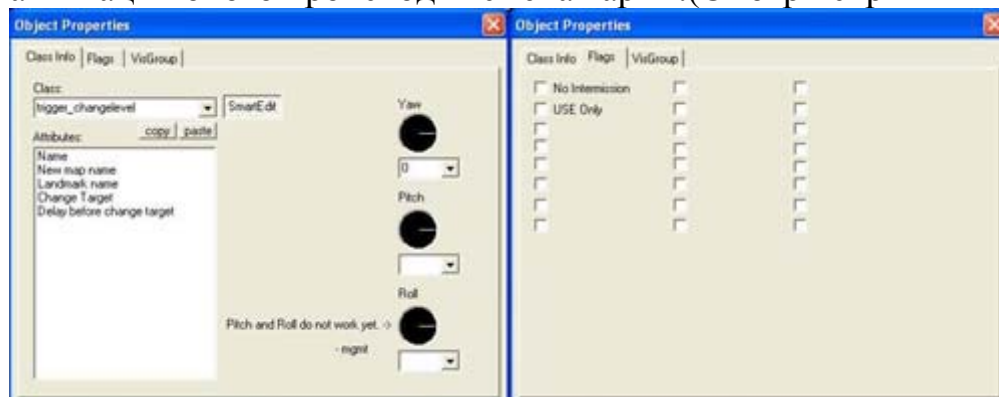 Object Properties
Class Info Flags VisGroup
Class:
trigger_changelevel SmartEdit
copy paste
Attributes:
Name
New map name
Landmark name
Change Target
Delay before change target
Yaw
0
Pitch
Roll
Pitch and Roll do not work yet. ->
- mgmt
Object Properties
Class Info Flags VisGroup
No Intermission
USE Only